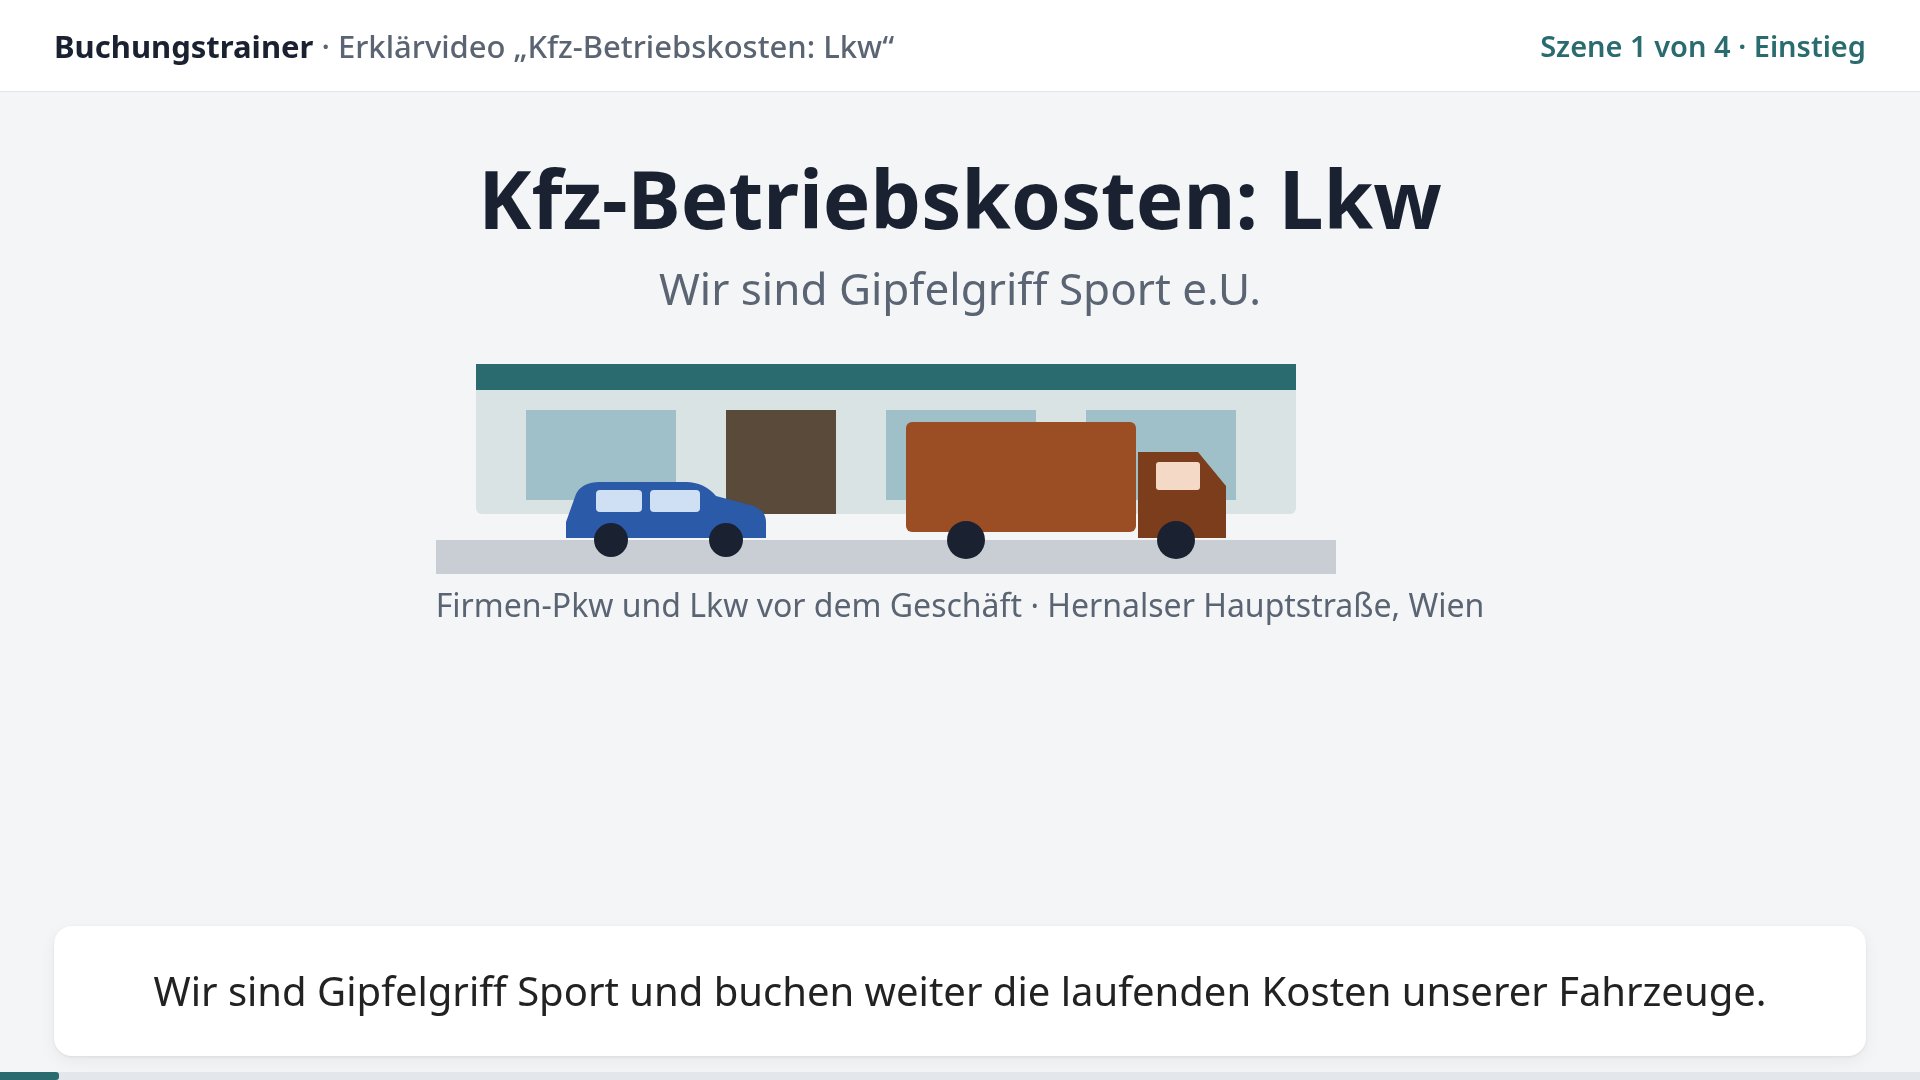 Buchungstrainer · Erklärvideo „Kfz-Betriebskosten: Lkw“
Szene 1 von 4 · Einstieg
Kfz-Betriebskosten: Lkw
Wir sind Gipfelgriff Sport e.U.
Firmen-Pkw und Lkw vor dem Geschäft · Hernalser Hauptstraße, Wien
Wir sind Gipfelgriff Sport und buchen weiter die laufenden Kosten unserer Fahrzeuge.